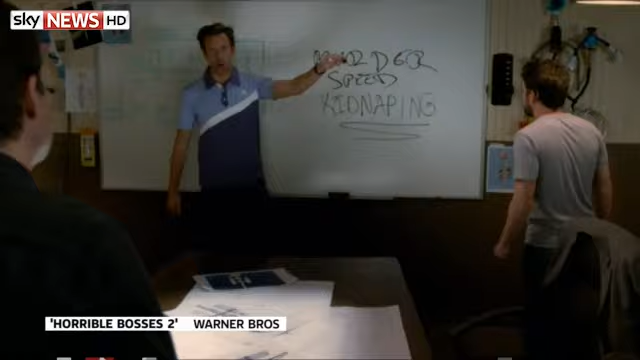 sky NEWS HD
SPEED
KIDNAPING
'HORRIBLE BOSSES 2' WARNER BROS